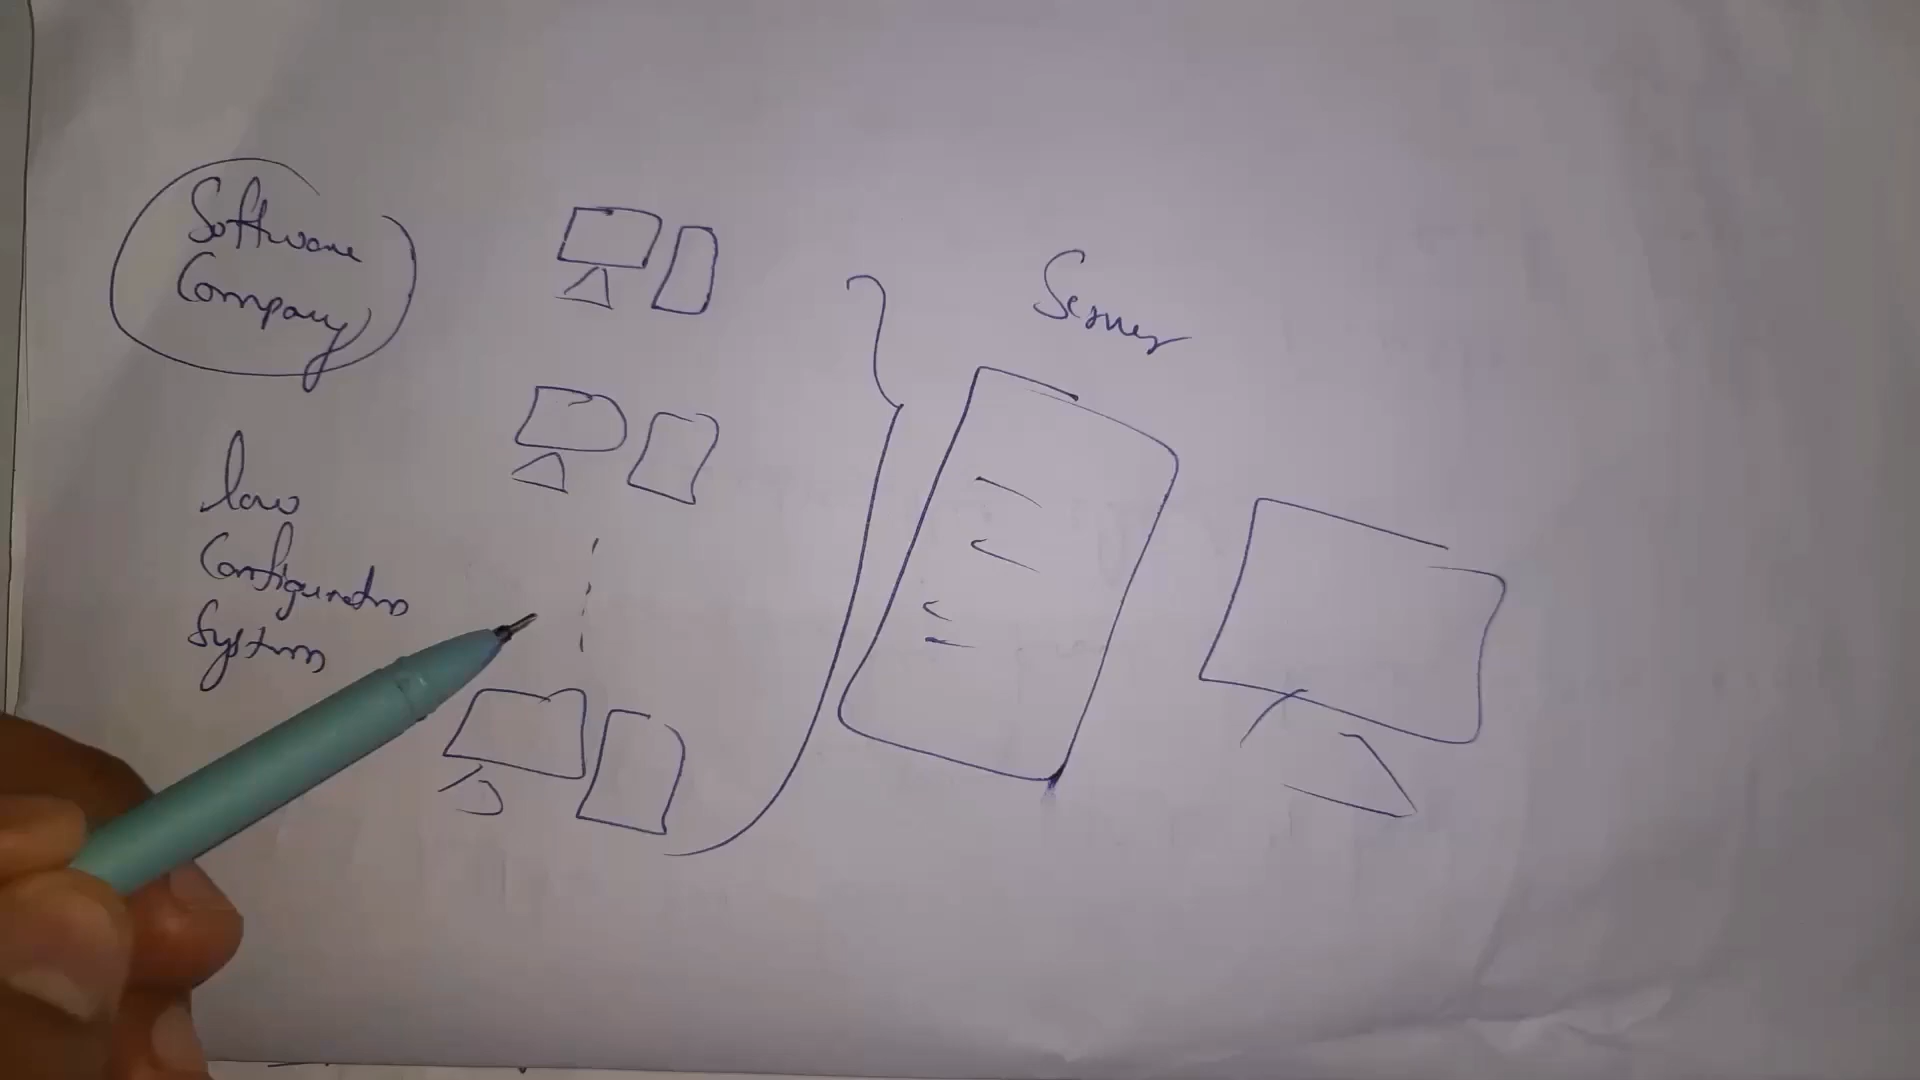 Software
Company
low
Configuration
System
Server